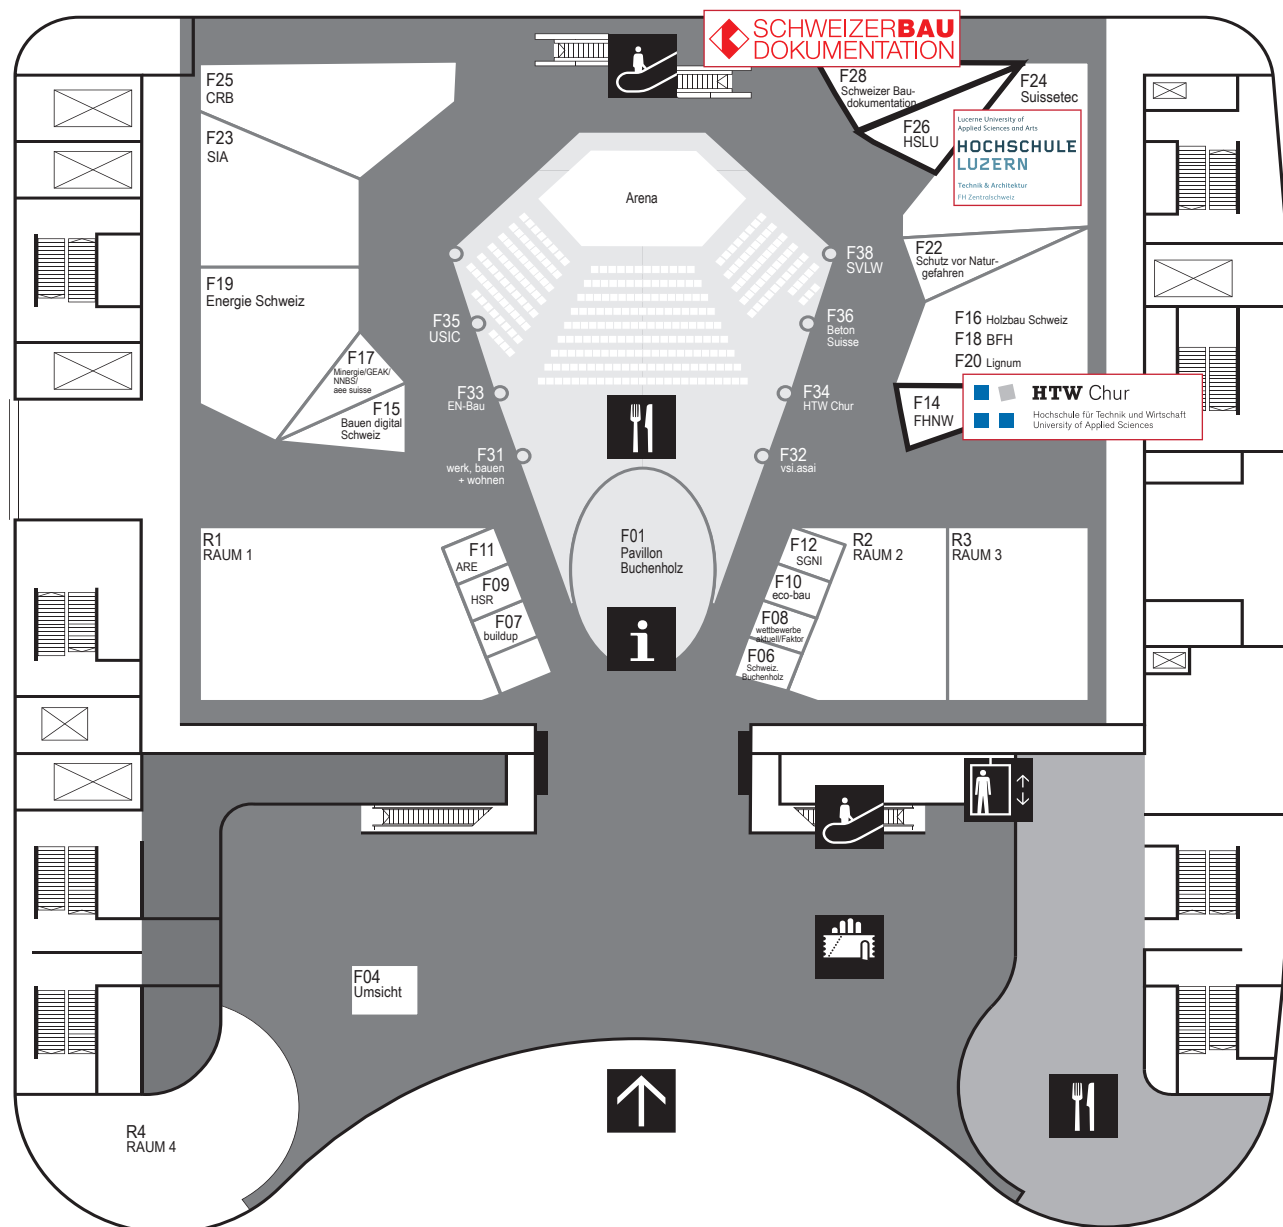 SCHWEIZERBAU
DOKUMENTATION
F25
CRB
F23
SIA
F19
Energie Schweiz
F17
Minergie/GEAK/
NNBS/
aee suisse
F15
Bauen digital
Schweiz
F28
Schweizer Bau-
dokumentation
F26
HSLU
F24
Suissetec
Lucerne University of
Applied Sciences and Arts
HOCHSCHULE
LUZERN
Technik & Architektur
FH Zentralschweiz
Arena
F22
Schutz vor Natur-
gefahren
F16 Holzbau Schweiz
F18 BFH
F20 Lignum
F14
FHNW
HTW Chur
Hochschule für Technik und Wirtschaft
University of Applied Sciences
F38
SVLW
F36
Beton
Suisse
F34
HTW Chur
F32
vsi.asai
F35
USIC
F33
EN-Bau
F31
werk, bauen
+ wohnen
F01
Pavillon
Buchenholz
R1
RAUM 1
F11
ARE
F09
HSR
F07
buildup
F12
SGNI
F10
eco-bau
F08
wettbewerbe
aktuell/Faktor
F06
Schweiz.
Buchenholz
R2
RAUM 2
R3
RAUM 3
F04
Umsicht
R4
RAUM 4